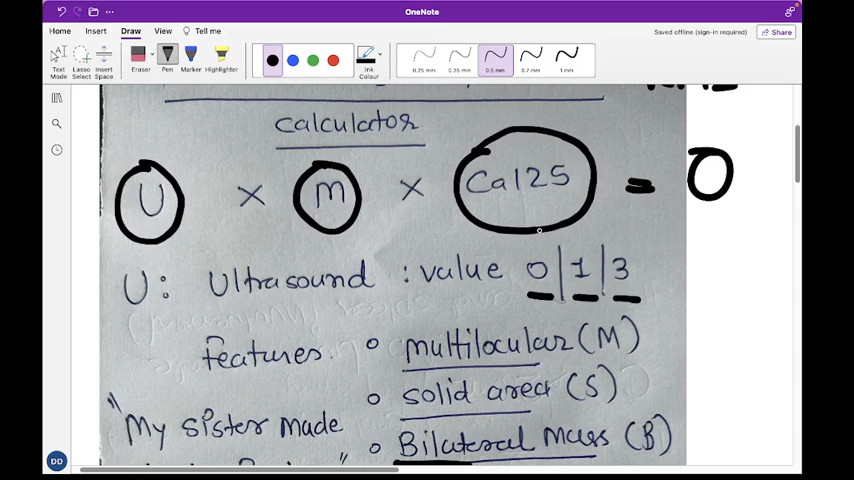 OneNote
Home Insert Draw View Tell me
Saved offline (sign-in required) Share
Text Mode Lasso Select Insert Space Eraser Pen Marker Highlighter Ink Colour 0.25 mm 0.35 mm 0.5 mm 0.7 mm 1 mm
calculator
U × M × Ca125 = 0
U: Ultrasound : value 0|1|3
features. o multilocular (M)
o solid area (S)
"My sister made
o Bilateral Mass (B)
DD